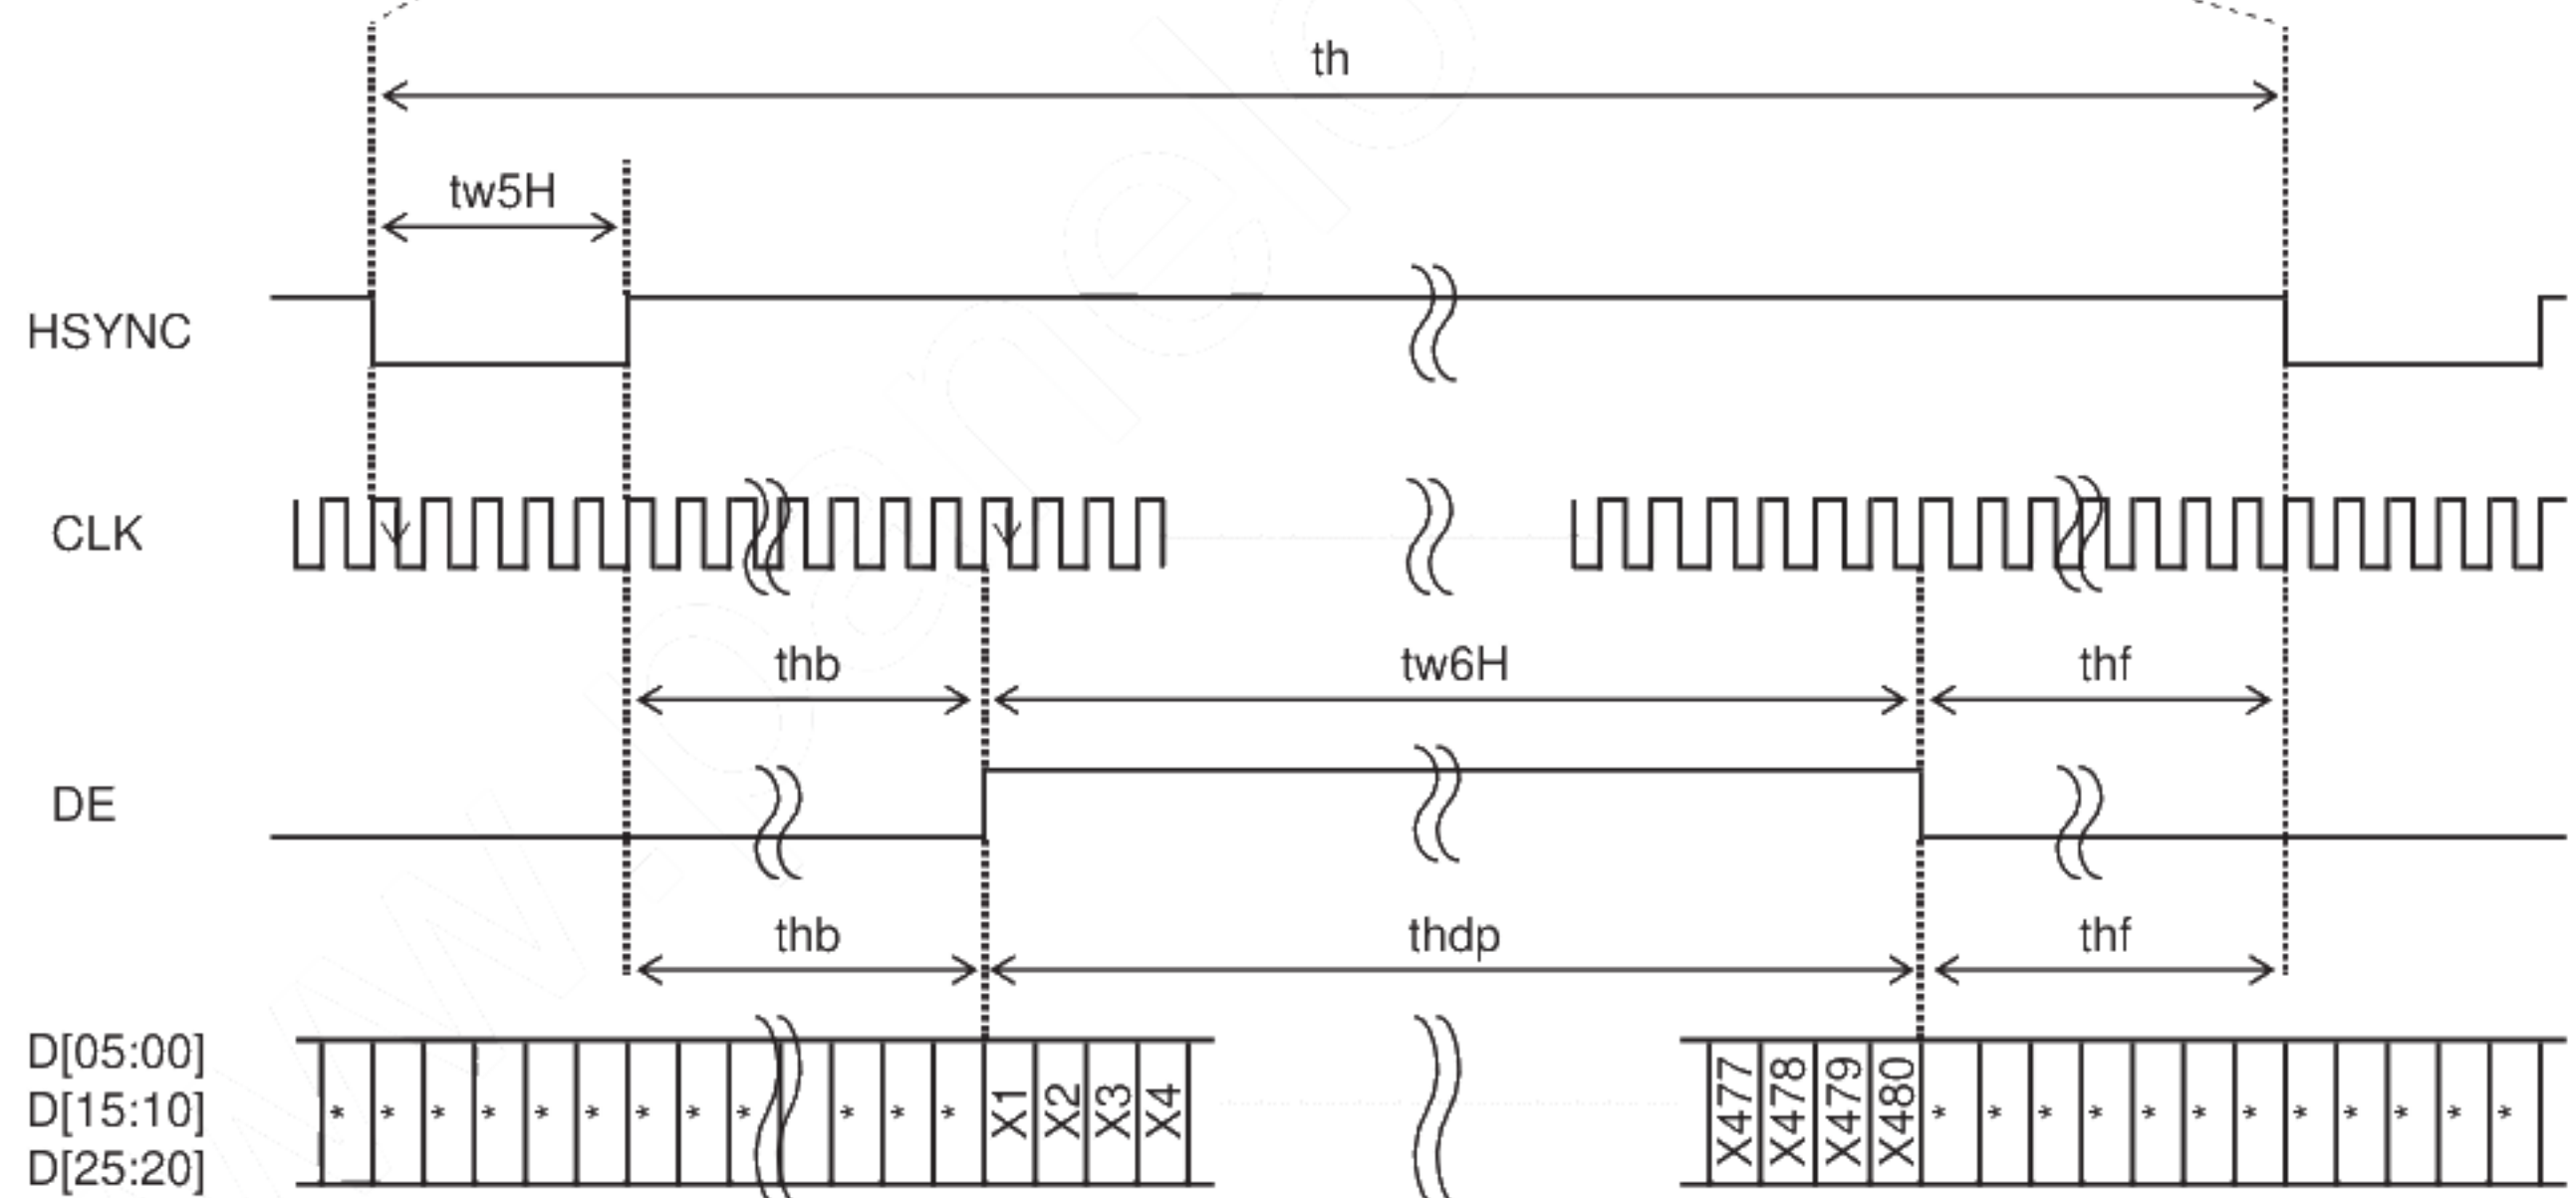 th
tw5H
HSYNC
CLK
thb tw6H thf
DE
thb thdp thf
D[05:00]
D[15:10]
D[25:20]
* * * * * * * * * * * * X1 X2 X3 X4 X477 X478 X479 X480 * * * * * * * * * * * *